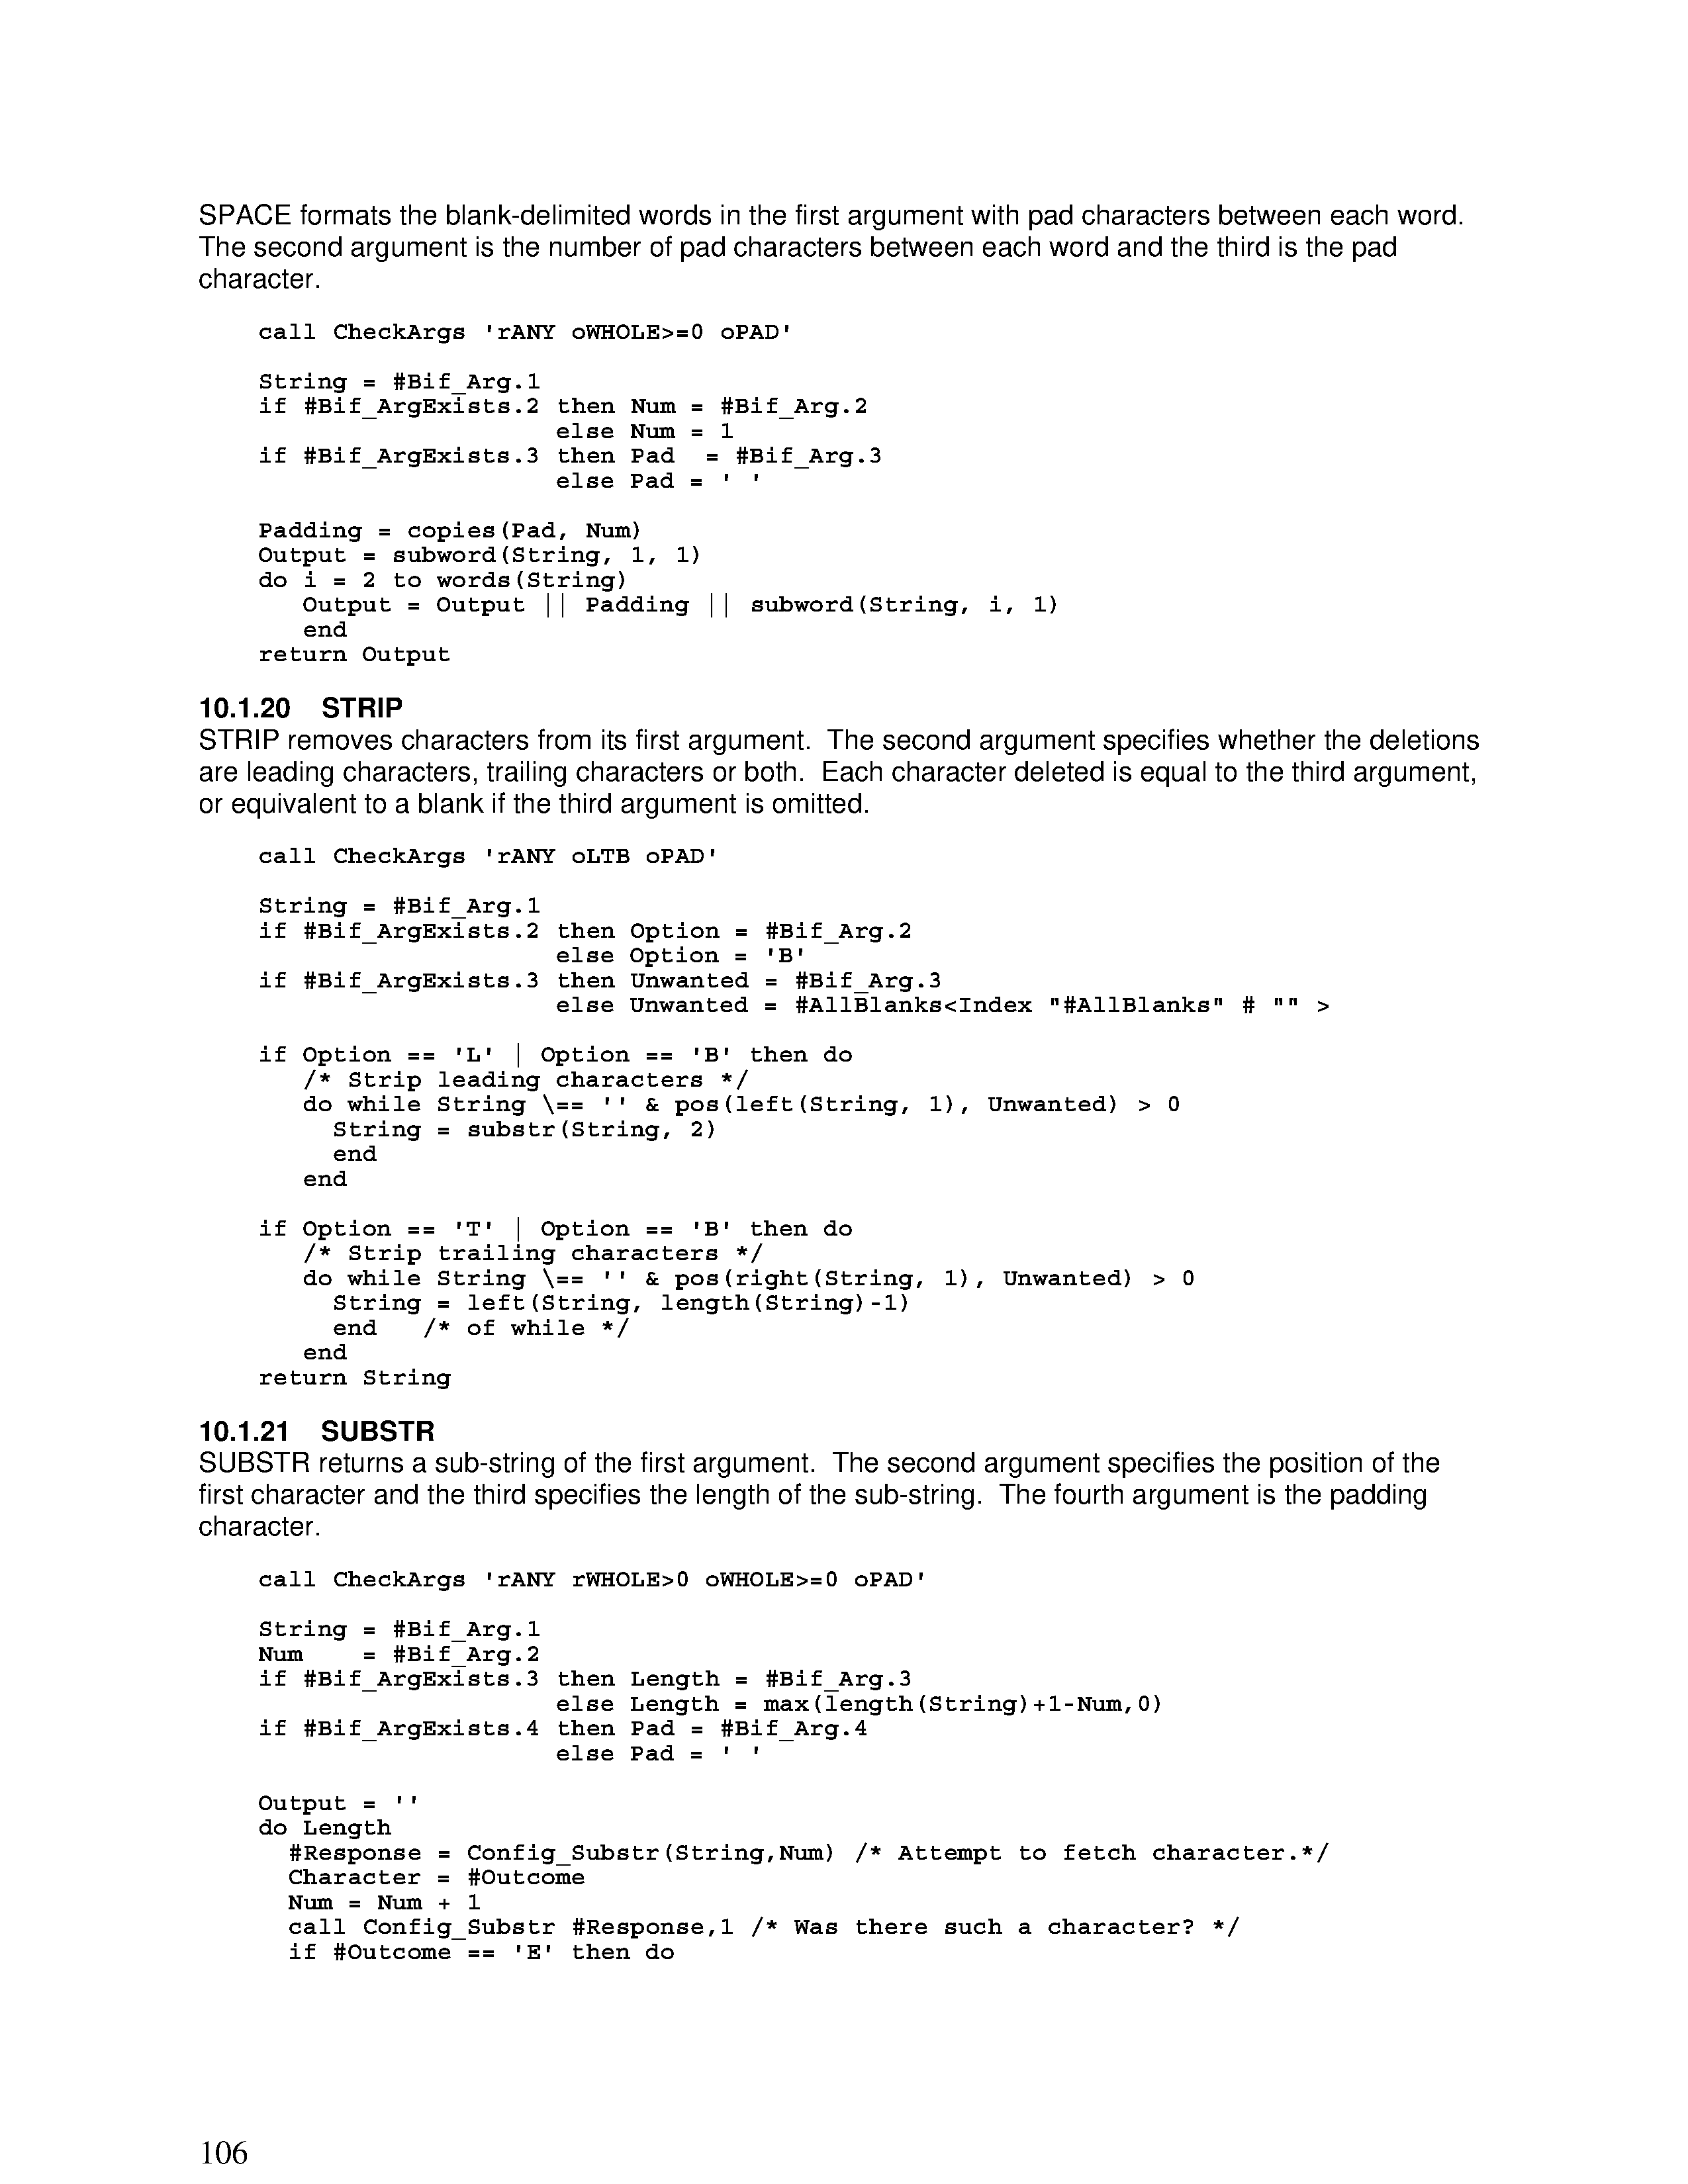 SPACE formats the blank-delimited words in the first argument with pad characters between each word.
The second argument is the number of pad characters between each word and the third is the pad
character.
call CheckArgs 'rANY oWHOLE>=0 oPAD'
String = #Bif_Arg.1
if #Bif_ArgExists.2 then Num = #Bif_Arg.2
                    else Num = 1
if #Bif_ArgExists.3 then Pad  = #Bif_Arg.3
                    else Pad = ' '
Padding = copies(Pad, Num)
Output = subword(String, 1, 1)
do i = 2 to words(String)
   Output = Output || Padding || subword(String, i, 1)
   end
return Output
10.1.20 STRIP
STRIP removes characters from its first argument.  The second argument specifies whether the deletions
are leading characters, trailing characters or both.  Each character deleted is equal to the third argument,
or equivalent to a blank if the third argument is omitted.
call CheckArgs 'rANY oLTB oPAD'
String = #Bif_Arg.1
if #Bif_ArgExists.2 then Option = #Bif_Arg.2
                    else Option = 'B'
if #Bif_ArgExists.3 then Unwanted = #Bif_Arg.3
                    else Unwanted = #AllBlanks<Index "#AllBlanks" # "" >
if Option == 'L' | Option == 'B' then do
   /* Strip leading characters */
   do while String \== '' & pos(left(String, 1), Unwanted) > 0
     String = substr(String, 2)
     end
   end
if Option == 'T' | Option == 'B' then do
   /* Strip trailing characters */
   do while String \== '' & pos(right(String, 1), Unwanted) > 0
     String = left(String, length(String)-1)
     end   /* of while */
   end
return String
10.1.21 SUBSTR
SUBSTR returns a sub-string of the first argument.  The second argument specifies the position of the
first character and the third specifies the length of the sub-string.  The fourth argument is the padding
character.
call CheckArgs 'rANY rWHOLE>0 oWHOLE>=0 oPAD'
String = #Bif_Arg.1
Num    = #Bif_Arg.2
if #Bif_ArgExists.3 then Length = #Bif_Arg.3
                    else Length = max(length(String)+1-Num,0)
if #Bif_ArgExists.4 then Pad = #Bif_Arg.4
                    else Pad = ' '
Output = ''
do Length
  #Response = Config_Substr(String,Num) /* Attempt to fetch character.*/
  Character = #Outcome
  Num = Num + 1
  call Config_Substr #Response,1 /* Was there such a character? */
  if #Outcome == 'E' then do
106